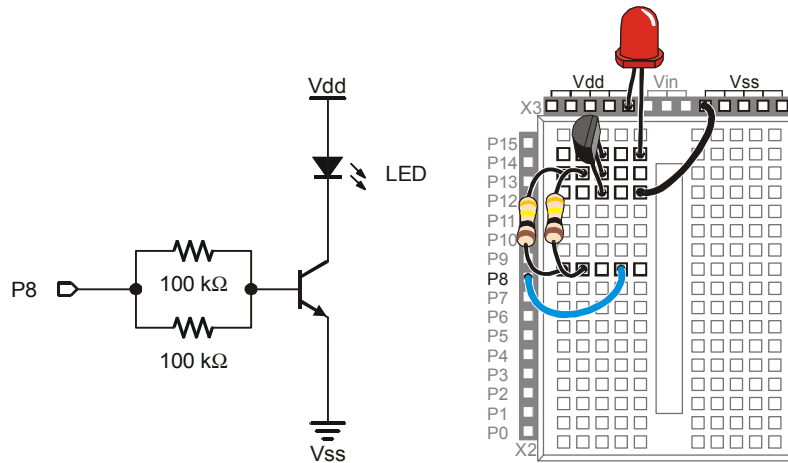 Vdd
LED
P8
100 kΩ
100 kΩ
Vss
Vdd
Vin
Vss
X3
P15
P14
P13
P12
P11
P10
P9
P8
P7
P6
P5
P4
P3
P2
P1
P0
X2